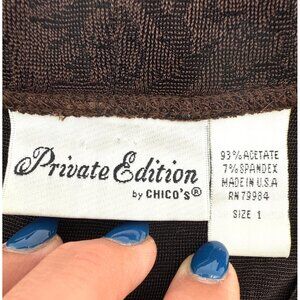 Private Edition
by CHICO'S®
93% ACETATE
7% SPANDEX
MADE IN U.S.A
RN 79984
SIZE 1